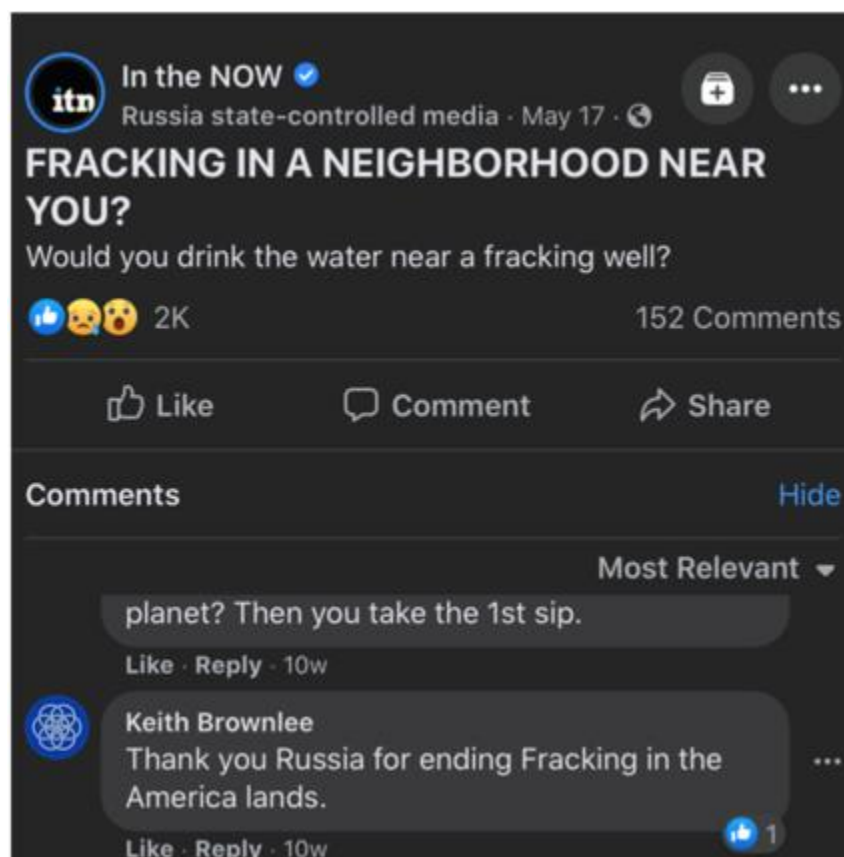 itn
In the NOW
Russia state-controlled media · May 17 ·
FRACKING IN A NEIGHBORHOOD NEAR
YOU?
Would you drink the water near a fracking well?
2K
152 Comments
Like
Comment
Share
Comments
Hide
Most Relevant
planet? Then you take the 1st sip.
Like · Reply · 10w
Keith Brownlee
Thank you Russia for ending Fracking in the
America lands.
1
Like · Reply · 10w